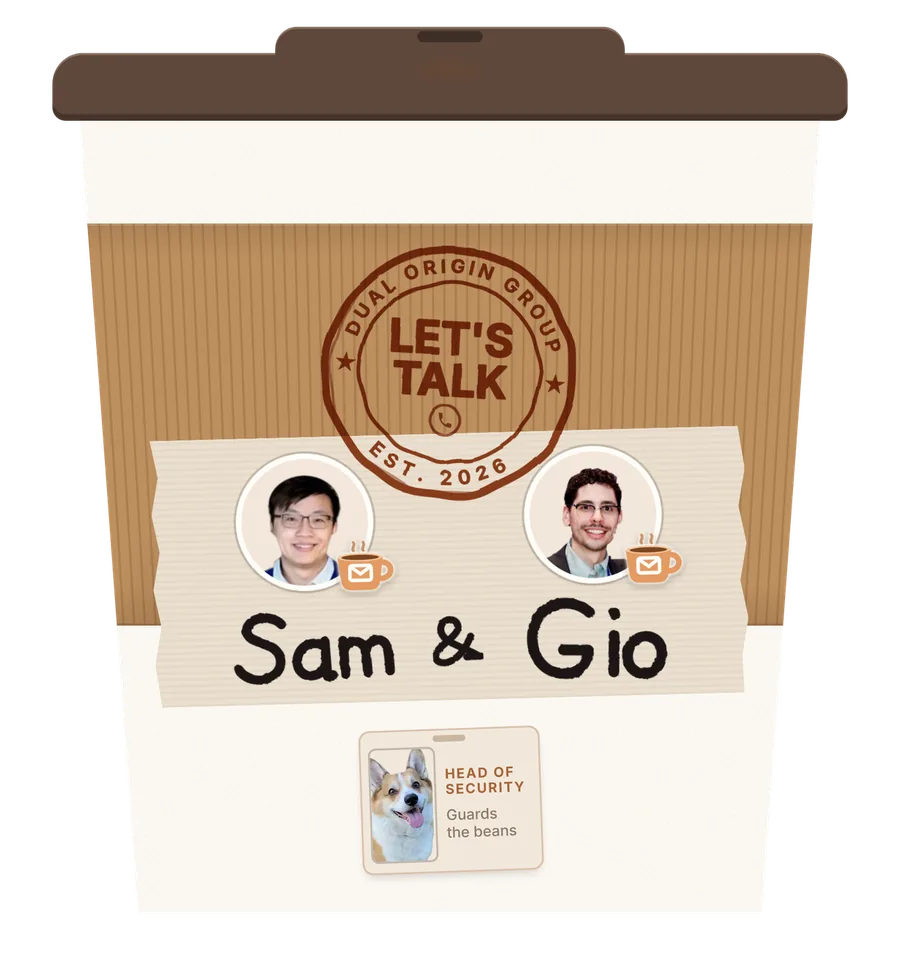 DUAL ORIGIN GROUP
LET'S
TALK
EST. 2026
Sam & Gio
HEAD OF
SECURITY
Guards
the beans